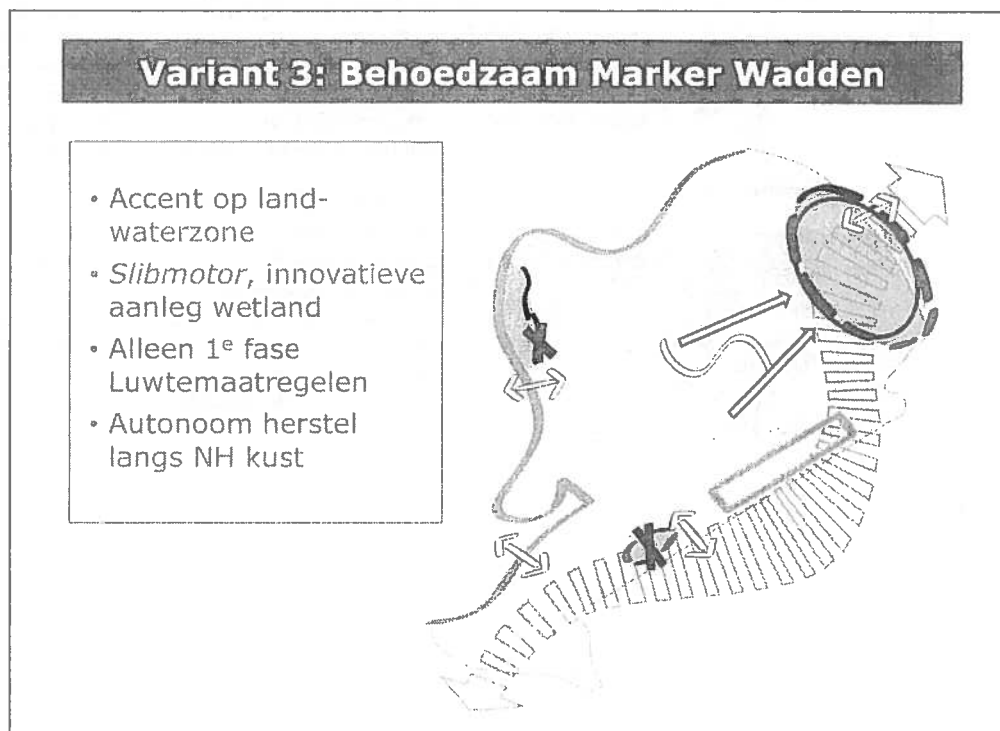 Variant 3: Behoedzaam Marker Wadden
• Accent op land-
waterzone
• Slibmotor, innovatieve
aanleg wetland
• Alleen 1e fase
Luwtemaatregelen
• Autonoom herstel
langs NH kust